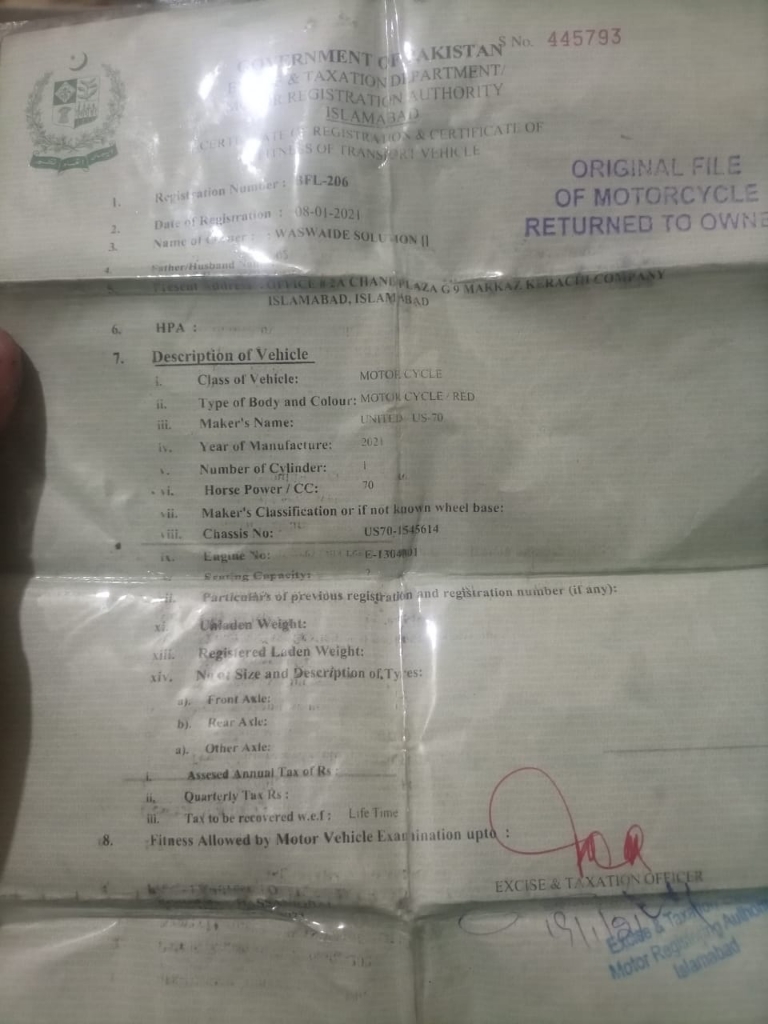 S No. 445793
GOVERNMENT OF PAKISTAN
& TAXATION DEPARTMENT/
REGISTRATION AUTHORITY
ISLAMABAD
CERTIFICATE OF REGISTRATION & CERTIFICATE OF
FITNESS OF TRANSPORT VEHICLE
ORIGINAL FILE
OF MOTORCYCLE
RETURNED TO OWNE
1. Registration Number : BFL-206
2. Date of Registration : 08-01-2021
3. Name of Owner : WASWAIDE
4. Father/Husband
5. Present Address OFFICE # 2A CHAND PLAZA G 9 MARKAZ KERACHI COMPANY
ISLAMABAD, ISLAMABAD
6. HPA :
7. Description of Vehicle
i. Class of Vehicle: MOTOR CYCLE
ii. Type of Body and Colour: MOTOR CYCLE / RED
iii. Maker's Name: UNITED US-70
iv. Year of Manufacture: 2021
v. Number of Cylinder: 1
vi. Horse Power / CC: 70
vii. Maker's Classification or if not known wheel base:
viii. Chassis No: US70-1545614
ix. Engine No:
Seating Capacity:
ii. Particulars of previous registration and registration number (if any):
Unladen Weight:
xiii. Registered Laden Weight:
xiv. No of Size and Description of Tyres:
a). Front Axle:
b). Rear Axle:
a). Other Axle:
i. Assesed Annual Tax of Rs :
ii. Quarterly Tax Rs :
iii. Tax to be recovered w.e.f : Life Time
8. Fitness Allowed by Motor Vehicle Examination upto :
EXCISE & TAXATION OFFICER
Excise & Taxation
Motor Registering Authority
Islamabad